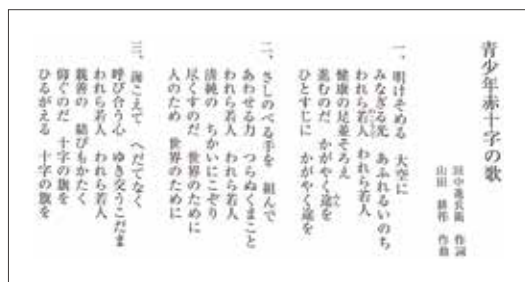 青少年赤十字の歌
田中進兵衛 作詞
山田 耕筰 作曲
一、明けそめる 大空に
みなぎる光 あふれるいのち
われら若人 われら若人
健康の足並そろえ
進むのだ かがやく途を
ひとすじに かがやく途を
二、さしのべる手を 組んで
あわせる力 つらぬくまこと
われら若人 われら若人
清純の ちかいにこぞり
尽くすのだ 世界のために
人のため 世界のために
三、海こえて へだてなく
呼び合う心 ゆき交うこだま
われら若人 われら若人
親善の 結びもかたく
仰ぐのだ 十字の旗を
ひるがえる 十字の旗を